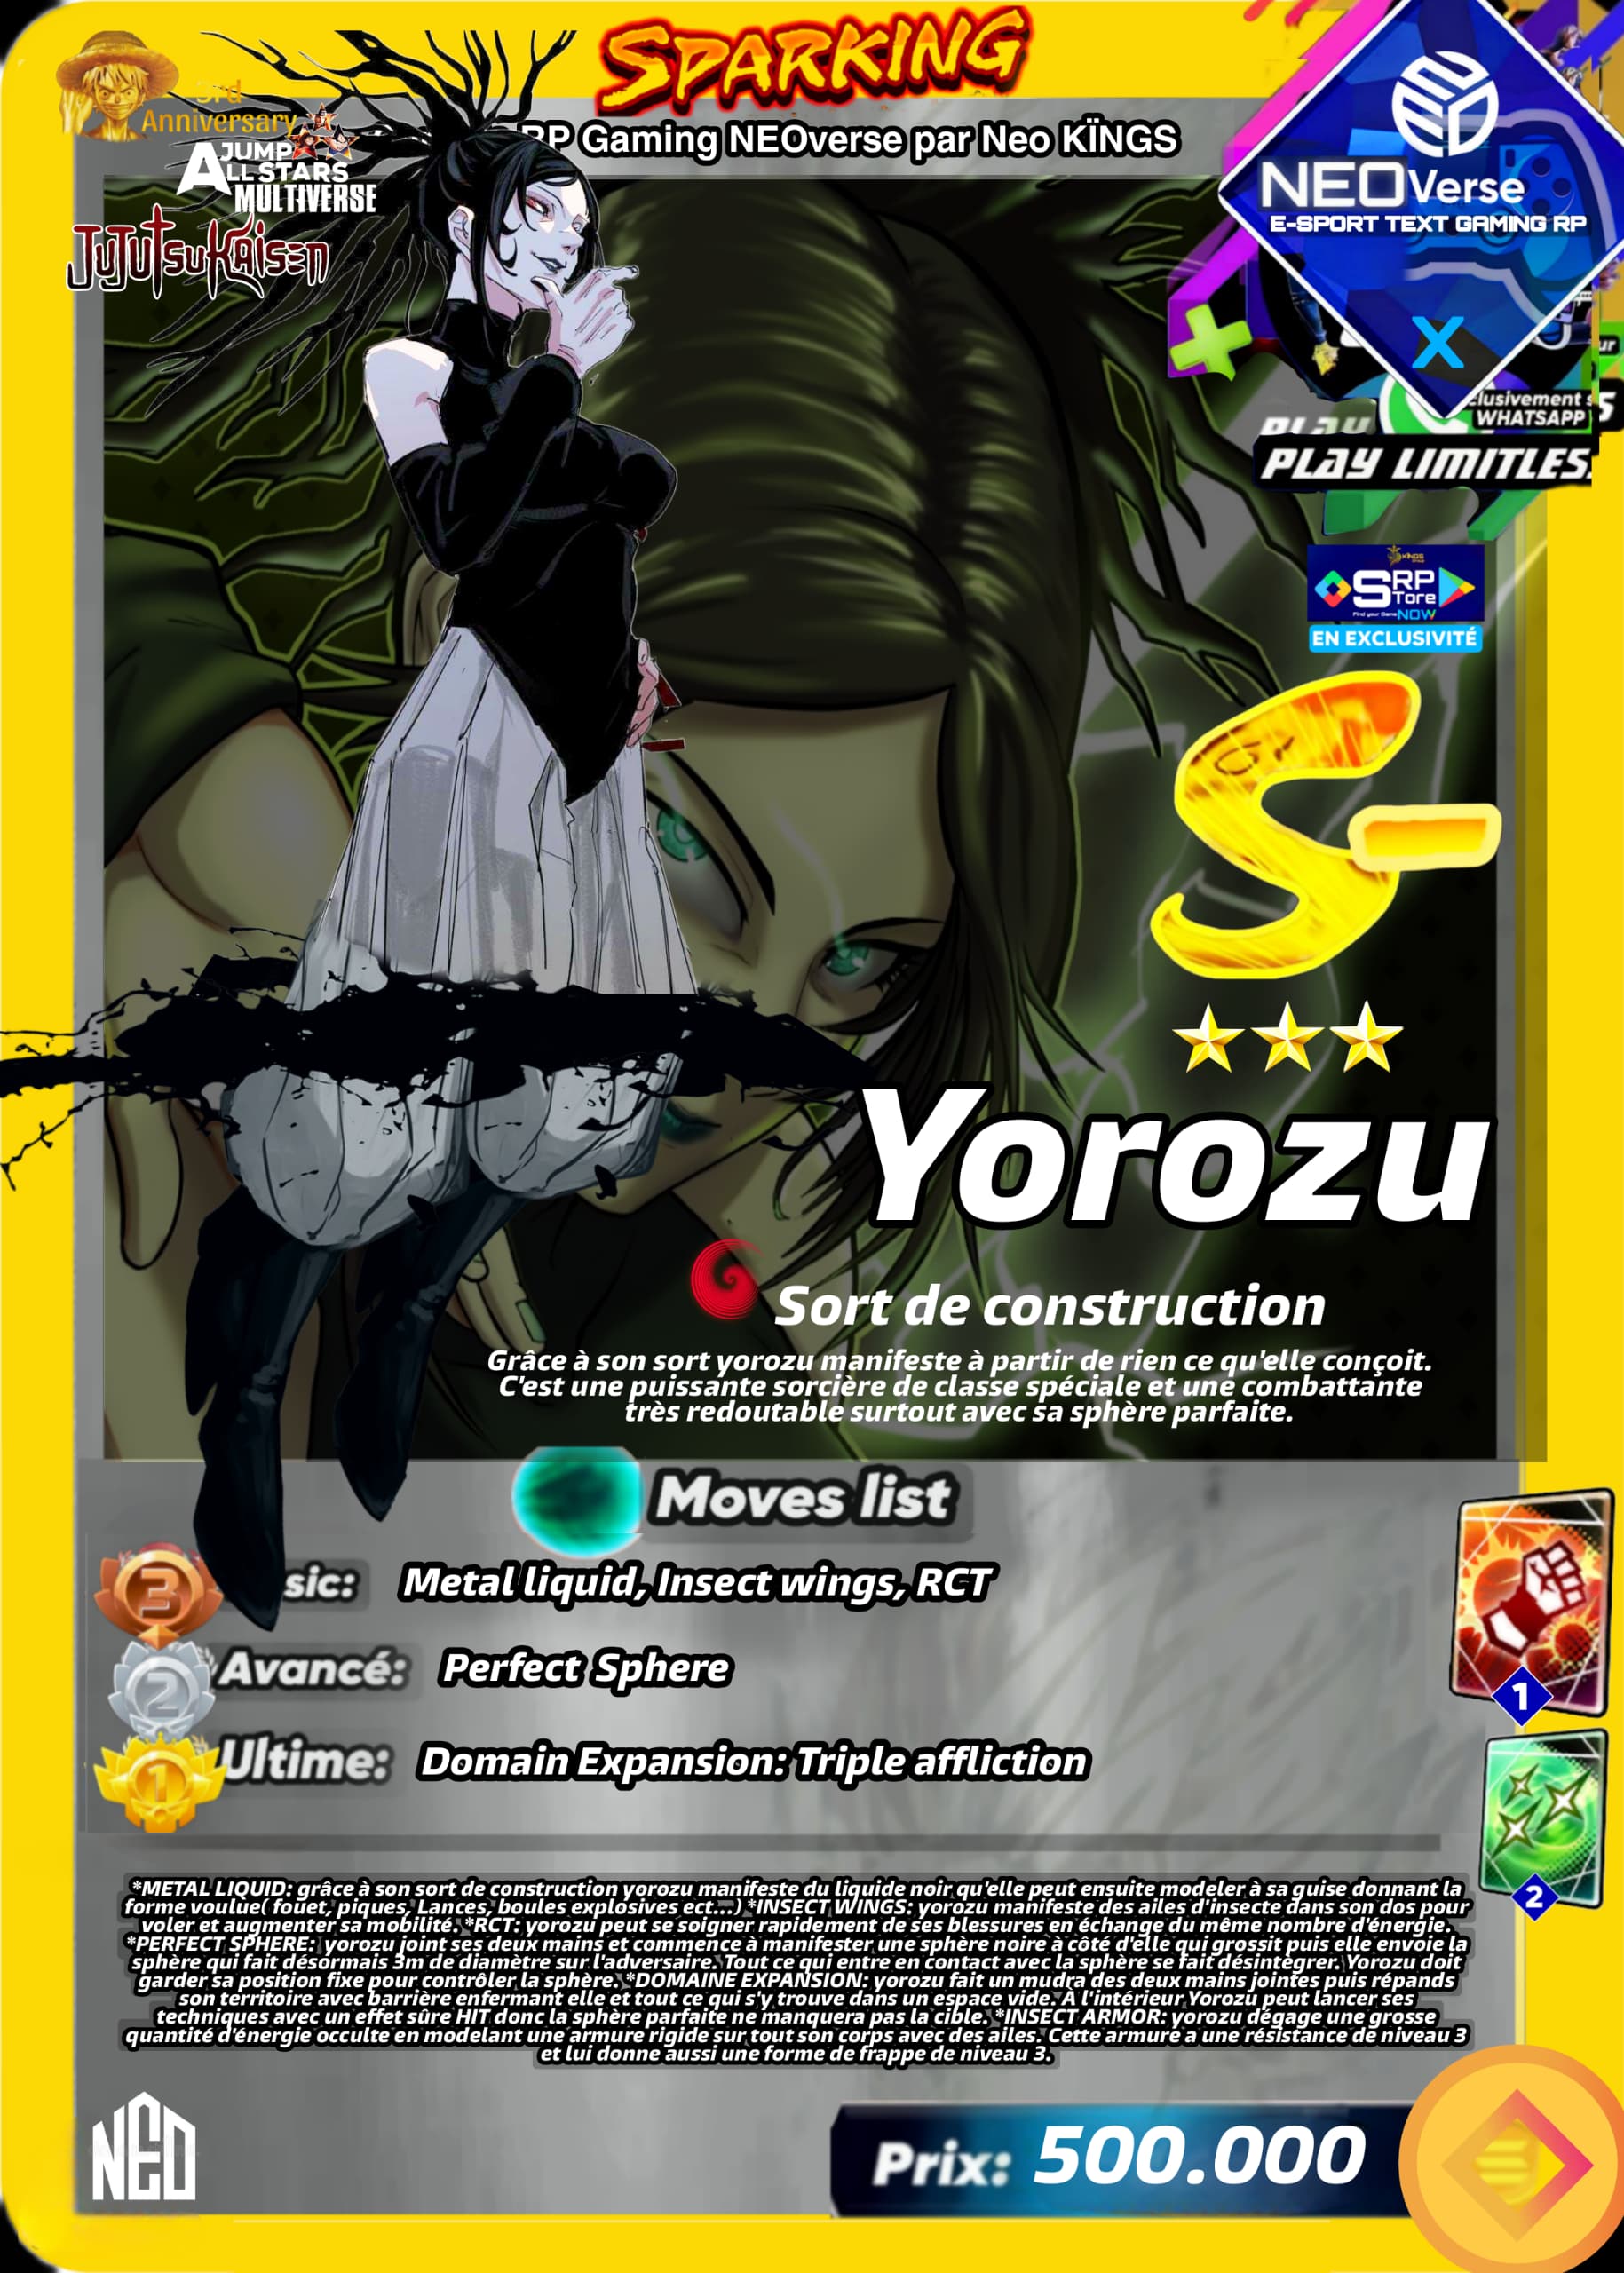 SPARKING
3rd
Anniversary
RP Gaming NEOverse par Neo KÏNGS
JUMP
ALL STARS
MULTIVERSE
JUJUTSU KAISEN
NEOVerse
E-SPORT TEXT GAMING RP
X
clusivement s
WHATSAPP
PLAY
PLAY LIMITLES
KINGS
SRP
Tore
Find your Game NOW
EN EXCLUSIVITÉ
S-
Yorozu
Sort de construction
Grâce à son sort yorozu manifeste à partir de rien ce qu'elle conçoit.
C'est une puissante sorcière de classe spéciale et une combattante
très redoutable surtout avec sa sphère parfaite.
Moves list
3 sic: Metal liquid, Insect wings, RCT
2 Avancé: Perfect Sphere
1 Ultime: Domain Expansion: Triple affliction
1
2
*METAL LIQUID: grâce à son sort de construction yorozu manifeste du liquide noir qu'elle peut ensuite modeler à sa guise donnant la
forme voulue( fouet, piques, Lances, boules explosives ect...) *INSECT WINGS: yorozu manifeste des ailes d'insecte dans son dos pour
voler et augmenter sa mobilité. *RCT: yorozu peut se soigner rapidement de ses blessures en échange du même nombre d'énergie.
*PERFECT SPHERE: yorozu joint ses deux mains et commence à manifester une sphère noire à côté d'elle qui grossit puis elle envoie la
sphère qui fait désormais 3m de diamètre sur l'adversaire. Tout ce qui entre en contact avec la sphère se fait désintégrer. Yorozu doit
garder sa position fixe pour contrôler la sphère. *DOMAINE EXPANSION: yorozu fait un mudra des deux mains jointes puis répands
son territoire avec barrière enfermant elle et tout ce qui s'y trouve dans un espace vide. À l'intérieur Yorozu peut lancer ses
techniques avec un effet sûre HIT donc la sphère parfaite ne manquera pas la cible. *INSECT ARMOR: yorozu dégage une grosse
quantité d'énergie occulte en modelant une armure rigide sur tout son corps avec des ailes. Cette armure a une résistance de niveau 3
et lui donne aussi une forme de frappe de niveau 3.
NEO
Prix: 500.000